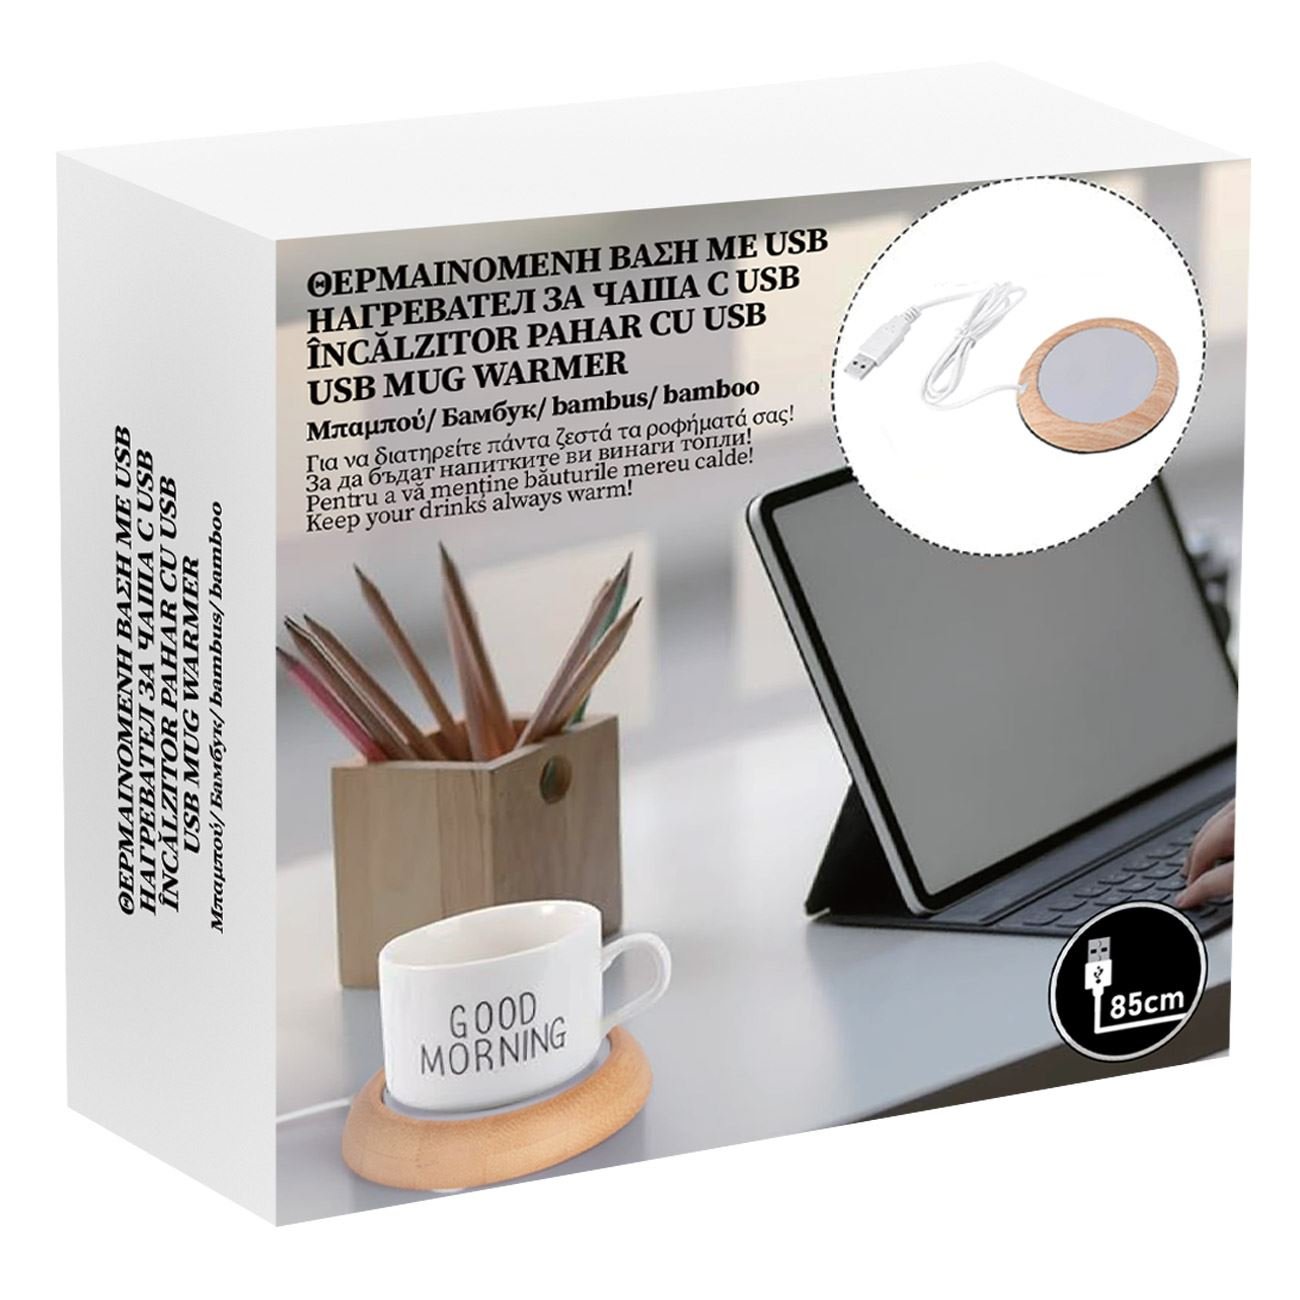 ΘΕΡΜΑΙΝΟΜΕΝΗ ΒΑΣΗ ΜΕ USB
НАГРЕВАТЕЛ ЗА ЧАША С USB
ÎNCĂLZITOR PAHAR CU USB
USB MUG WARMER
Μπαμπού/ Бамбук/ bambus/ bamboo
Για να διατηρείτε πάντα ζεστά τα ροφήματά σας!
За да бъдат напитките ви винаги топли!
Pentru a vă menține băuturile mereu calde!
Keep your drinks always warm!
ΘΕΡΜΑΙΝΟΜΕΝΗ ΒΑΣΗ ΜΕ USB
НАГРЕВАТЕЛ ЗА ЧАША С USB
ÎNCĂLZITOR PAHAR CU USB
USB MUG WARMER
Μπαμπού/ Бамбук/ bambus/ bamboo
GOOD
MORNING
85cm